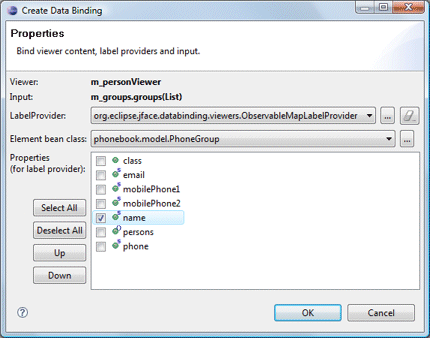 Create Data Binding
Properties
Bind viewer content, label providers and input.
Viewer: m_personViewer
Input: m_groups.groups(List)
LabelProvider: org.eclipse.jface.databinding.viewers.ObservableMapLabelProvider ...
Element bean class: phonebook.model.PhoneGroup ...
Properties
(for label provider):
class
S email
S mobilePhone1
S mobilePhone2
S name
persons
S phone
Select All
Deselect All
Up
Down
?
OK Cancel